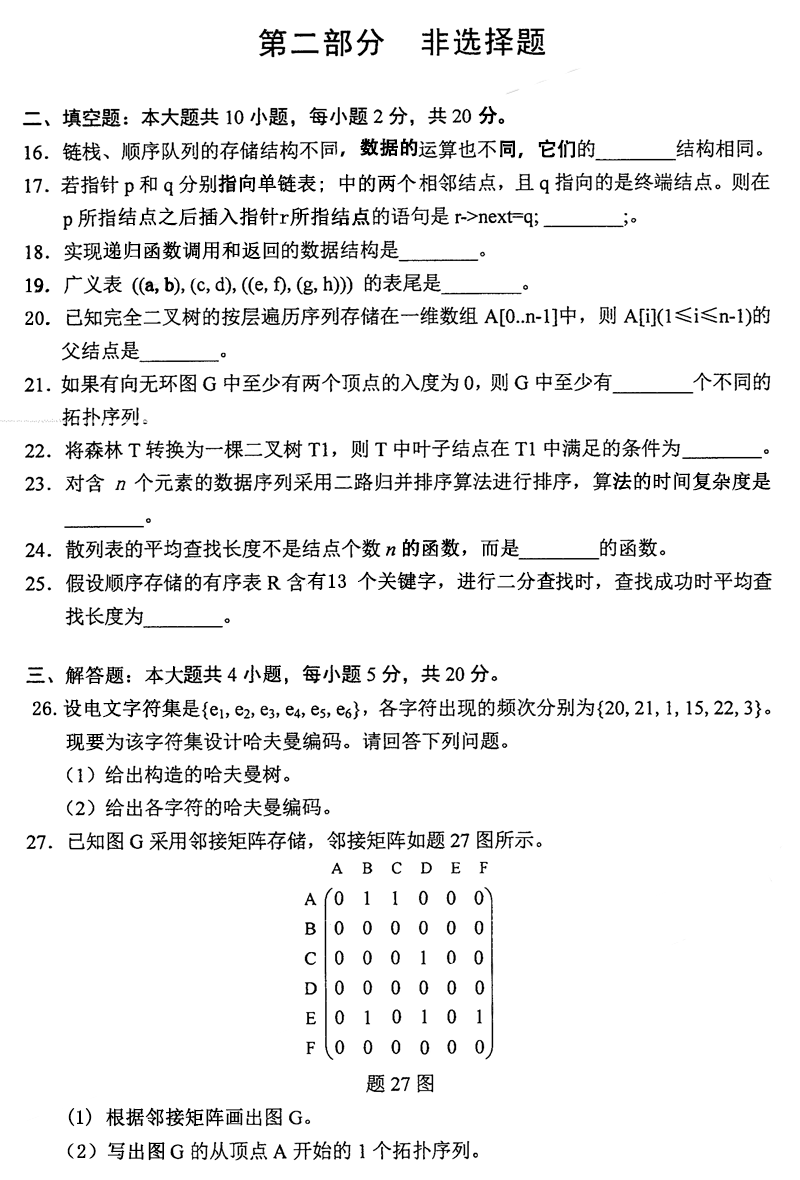 第二部分 非选择题
二、填空题：本大题共 10 小题，每小题 2 分，共 20 分。
16．链栈、顺序队列的存储结构不同，数据的运算也不同，它们的________结构相同。
17．若指针 p 和 q 分别指向单链表；中的两个相邻结点，且 q 指向的是终端结点。则在
p 所指结点之后插入指针r所指结点的语句是 r->next=q; ________;。
18．实现递归函数调用和返回的数据结构是________。
19．广义表 ((a, b), (c, d), ((e, f), (g, h))) 的表尾是________。
20．已知完全二叉树的按层遍历序列存储在一维数组 A[0..n-1]中，则 A[i](1≤i≤n-1)的
父结点是________。
21．如果有向无环图 G 中至少有两个顶点的入度为 0，则 G 中至少有________个不同的
拓扑序列。
22．将森林 T 转换为一棵二叉树 T1，则 T 中叶子结点在 T1 中满足的条件为________。
23．对含 n 个元素的数据序列采用二路归并排序算法进行排序，算法的时间复杂度是
________。
24．散列表的平均查找长度不是结点个数 n 的函数，而是________的函数。
25．假设顺序存储的有序表 R 含有13 个关键字，进行二分查找时，查找成功时平均查
找长度为________。
三、解答题：本大题共 4 小题，每小题 5 分，共 20 分。
26．设电文字符集是{e₁, e₂, e₃, e₄, e₅, e₆}，各字符出现的频次分别为{20, 21, 1, 15, 22, 3}。
现要为该字符集设计哈夫曼编码。请回答下列问题。
（1）给出构造的哈夫曼树。
（2）给出各字符的哈夫曼编码。
27．已知图 G 采用邻接矩阵存储，邻接矩阵如题 27 图所示。
A B C D E F
A 0 1 1 0 0 0
B 0 0 0 0 0 0
C 0 0 0 1 0 0
D 0 0 0 0 0 0
E 0 1 0 1 0 1
F 0 0 0 0 0 0
题 27 图
(1) 根据邻接矩阵画出图 G。
（2）写出图 G 的从顶点 A 开始的 1 个拓扑序列。